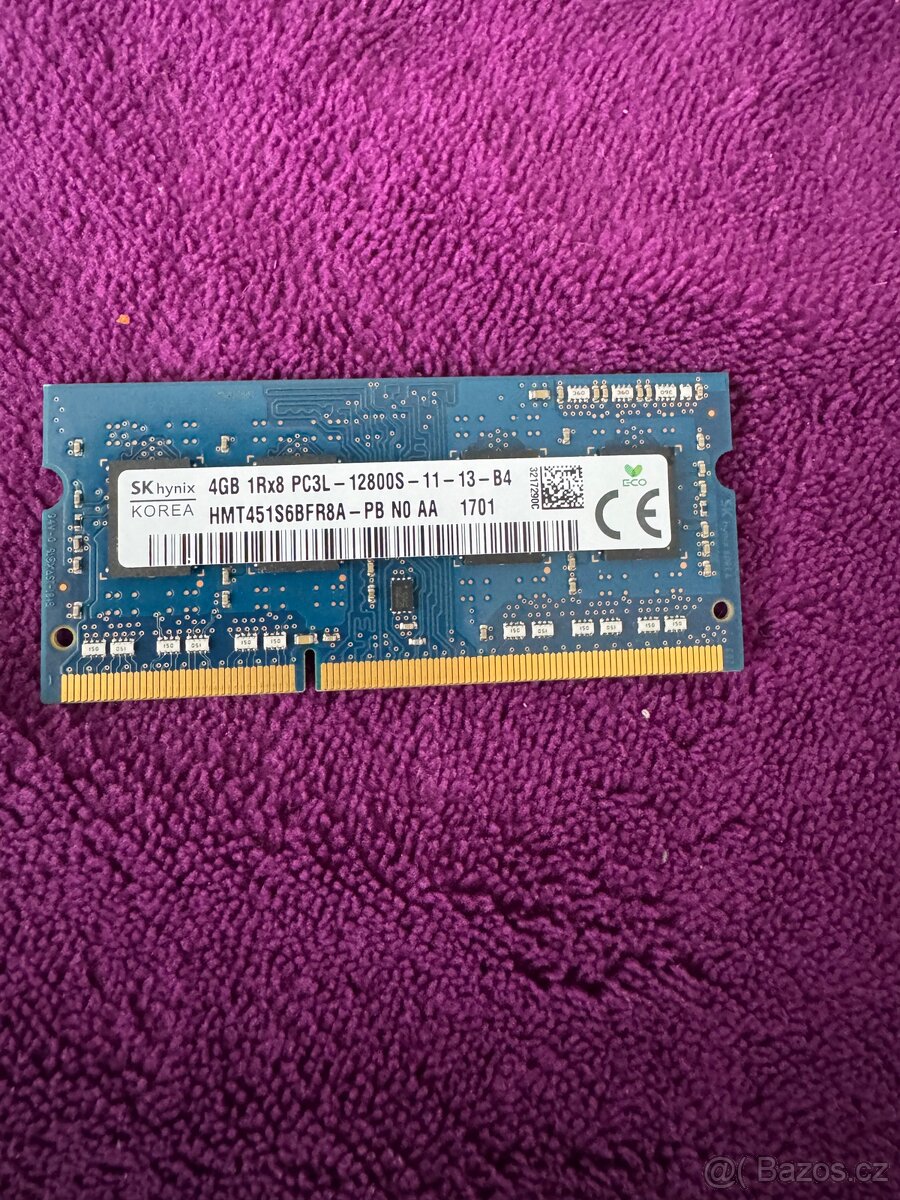 SK hynix 4GB 1Rx8 PC3L-12800S-11-13-B4
KOREA HMT451S6BFR8A-PB N0 AA 1701
ECO
CE
@( Bazos.cz